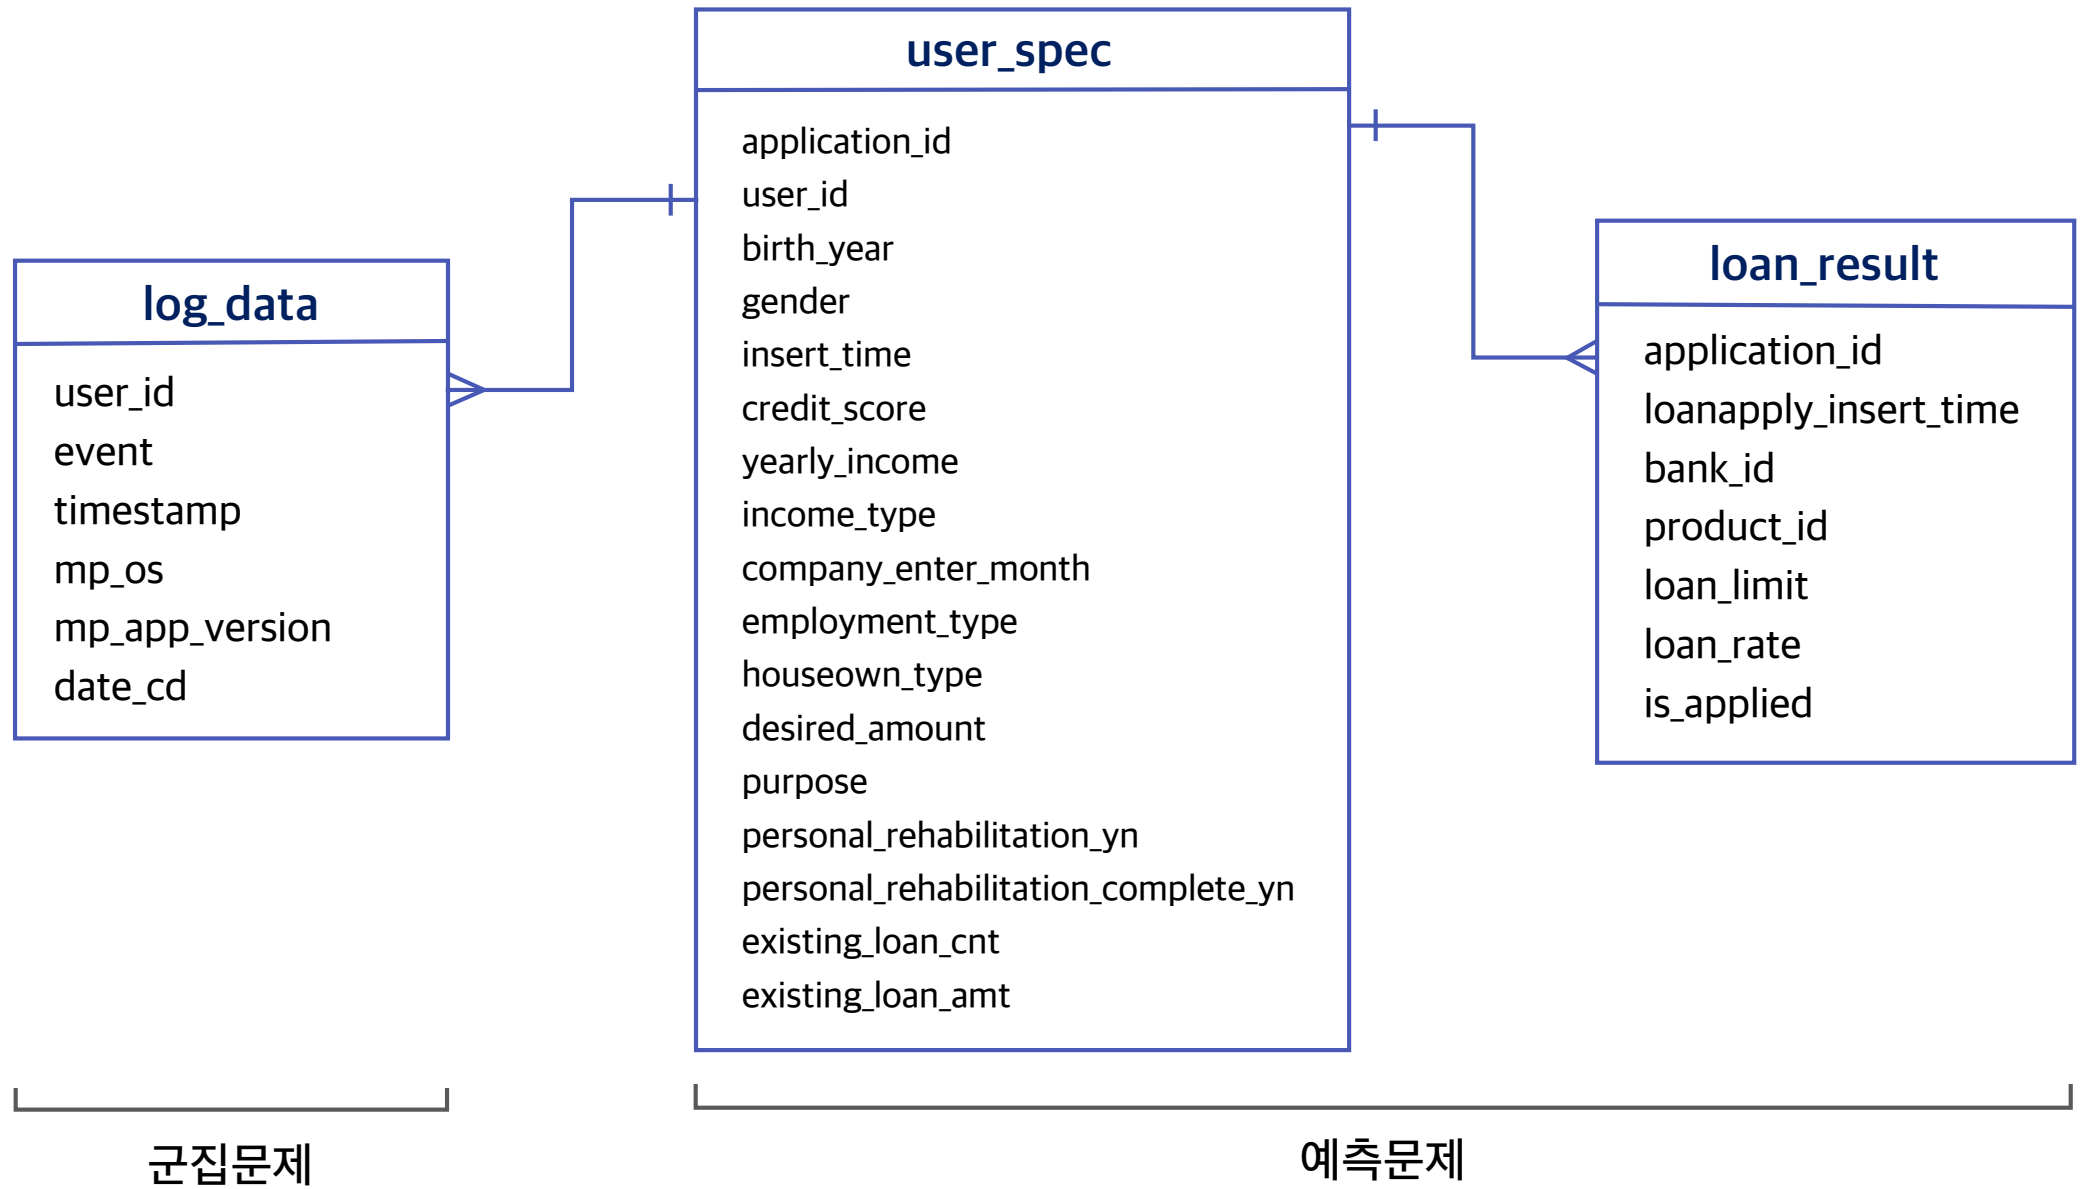 log_data
user_id
event
timestamp
mp_os
mp_app_version
date_cd
user_spec
application_id
user_id
birth_year
gender
insert_time
credit_score
yearly_income
income_type
company_enter_month
employment_type
houseown_type
desired_amount
purpose
personal_rehabilitation_yn
personal_rehabilitation_complete_yn
existing_loan_cnt
existing_loan_amt
loan_result
application_id
loanapply_insert_time
bank_id
product_id
loan_limit
loan_rate
is_applied
군집문제
예측문제